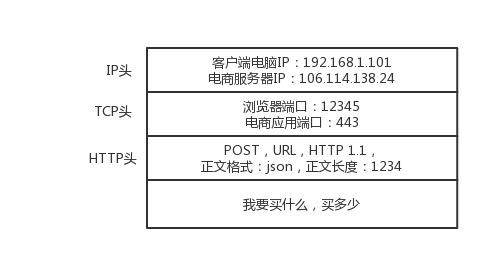 IP头
客户端电脑IP：192.168.1.101
电商服务器IP：106.114.138.24
TCP头
浏览器端口：12345
电商应用端口：443
HTTP头
POST，URL，HTTP 1.1，
正文格式：json，正文长度：1234
我要买什么，买多少